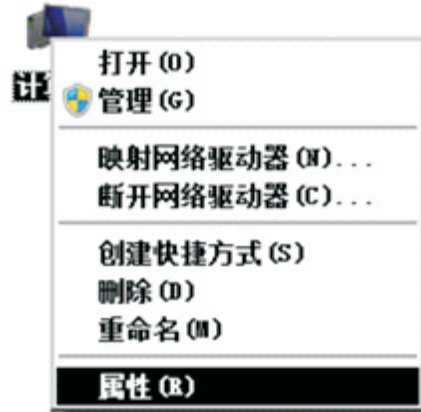 计
打开(O)
管理(G)
映射网络驱动器(N)...
断开网络驱动器(C)...
创建快捷方式(S)
删除(D)
重命名(M)
属性(R)